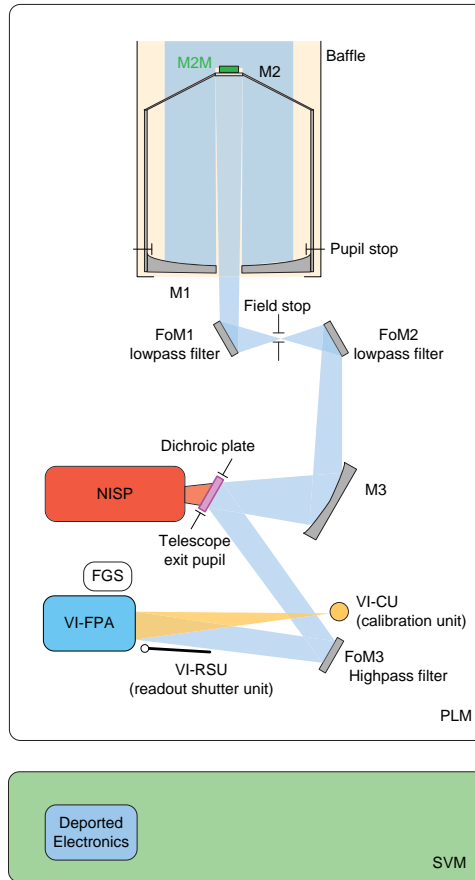 Baffle
M2M
M2
Pupil stop
M1
Field stop
FoM1
lowpass filter
FoM2
lowpass filter
Dichroic plate
NISP
M3
Telescope
exit pupil
FGS
VI-FPA
VI-CU
(calibration unit)
VI-RSU
(readout shutter unit)
FoM3
Highpass filter
PLM
Deported
Electronics
SVM